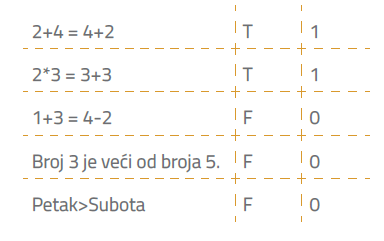 2+4 = 4+2 T 1
2*3 = 3+3 T 1
1+3 = 4-2 F 0
Broj 3 je veći od broja 5. F 0
Petak>Subota F 0